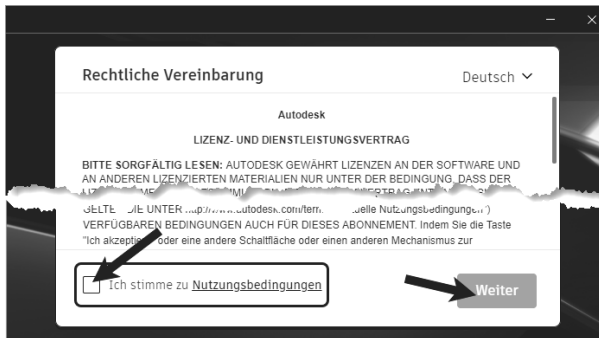 Rechtliche Vereinbarung
Deutsch
Autodesk
LIZENZ- UND DIENSTLEISTUNGSVERTRAG
BITTE SORGFÄLTIG LESEN: AUTODESK GEWÄHRT LIZENZEN AN DER SOFTWARE UND
AN ANDEREN LIZENZIERTEN MATERIALIEN NUR UNTER DER BEDINGUNG, DASS DER
DIE UNTER
VERFÜGBAREN BEDINGUNGEN AUCH FÜR DIESES ABONNEMENT. Indem Sie die Taste
oder eine andere Schaltfläche oder einen anderen Mechanismus zur
Ich stimme zu Nutzungsbedingungen
Weiter